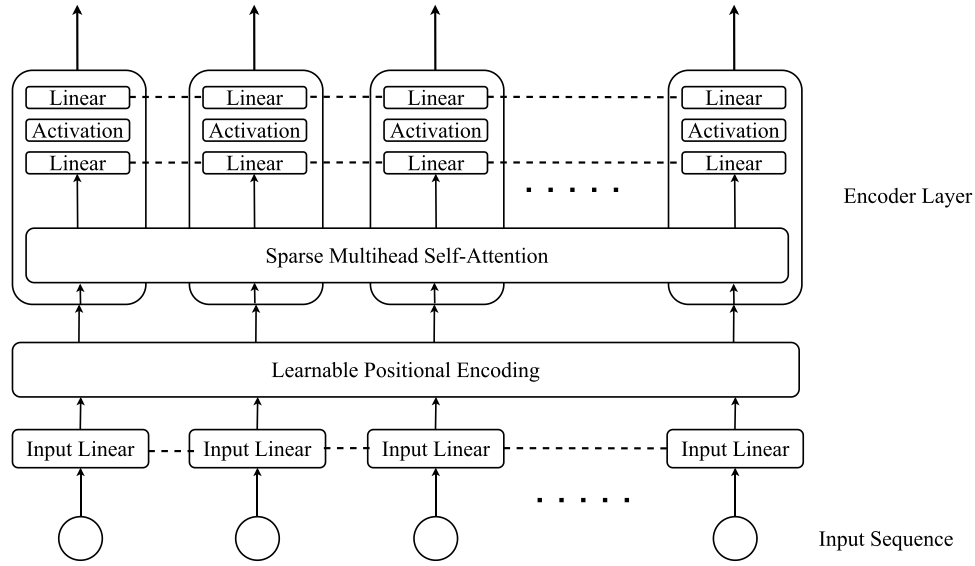 Linear Linear Linear Linear
Activation Activation Activation Activation
Linear Linear Linear Linear
Encoder Layer
Sparse Multihead Self-Attention
Learnable Positional Encoding
Input Linear Input Linear Input Linear Input Linear
Input Sequence